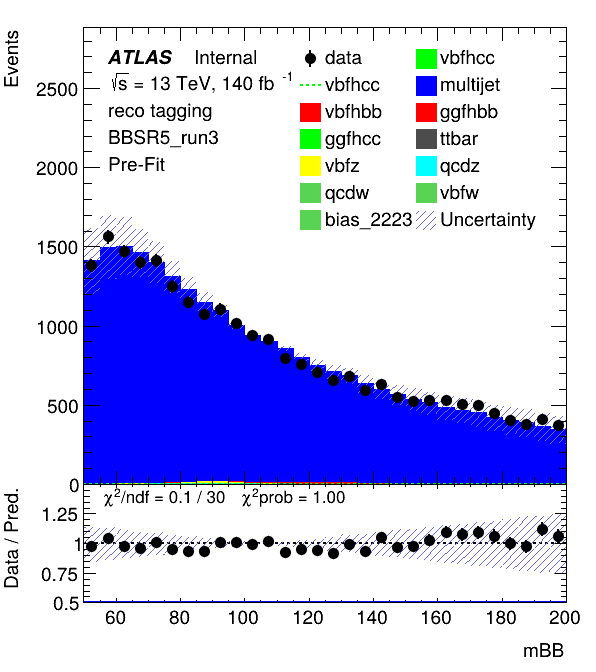 Events
ATLAS Internal
√s = 13 TeV, 140 fb⁻¹
reco tagging
BBSR5_run3
Pre-Fit
data
vbfhcc
vbfhcc
multijet
vbfhbb
ggfhbb
ggfhcc
ttbar
vbfz
qcdz
qcdw
vbfw
bias_2223
Uncertainty
2500
2000
1500
1000
500
0
χ²/ndf = 0.1 / 30 χ²prob = 1.00
Data / Pred.
1.25
1
0.75
0.5
60 80 100 120 140 160 180 200
mBB